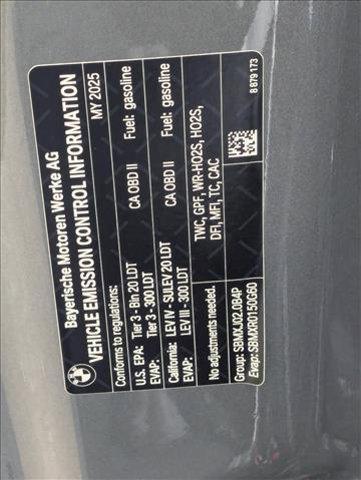 Bayerische Motoren Werke AG
VEHICLE EMISSION CONTROL INFORMATION
Conforms to regulations: MY 2025
U.S. EPA: Tier 3 - Bin 20 LDT CA OBD II Fuel: gasoline
EVAP: Tier 3 - 300 LDT
California: LEV IV - SULEV 20 LDT CA OBD II Fuel: gasoline
EVAP: LEV III - 300 LDT
No adjustments needed. TWC, GPF, WR-HO2S, HO2S,
DFI, MFI, TC, CAC
Group: SBMXJ02.0B4P
Evap: SBMXR0150G60
8 879 173